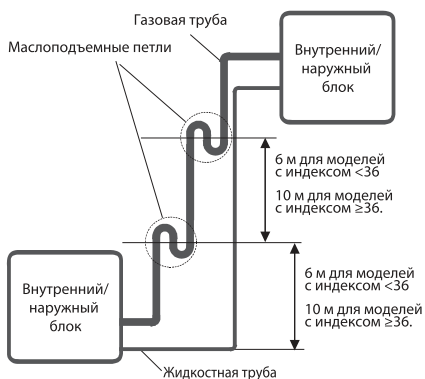 Газовая труба
Маслоподъемные петли
Внутренний/
наружный
блок
6 м для моделей
с индексом <36
10 м для моделей
с индексом ≥36.
Внутренний/
наружный
блок
6 м для моделей
с индексом <36
10 м для моделей
с индексом ≥36.
Жидкостная труба